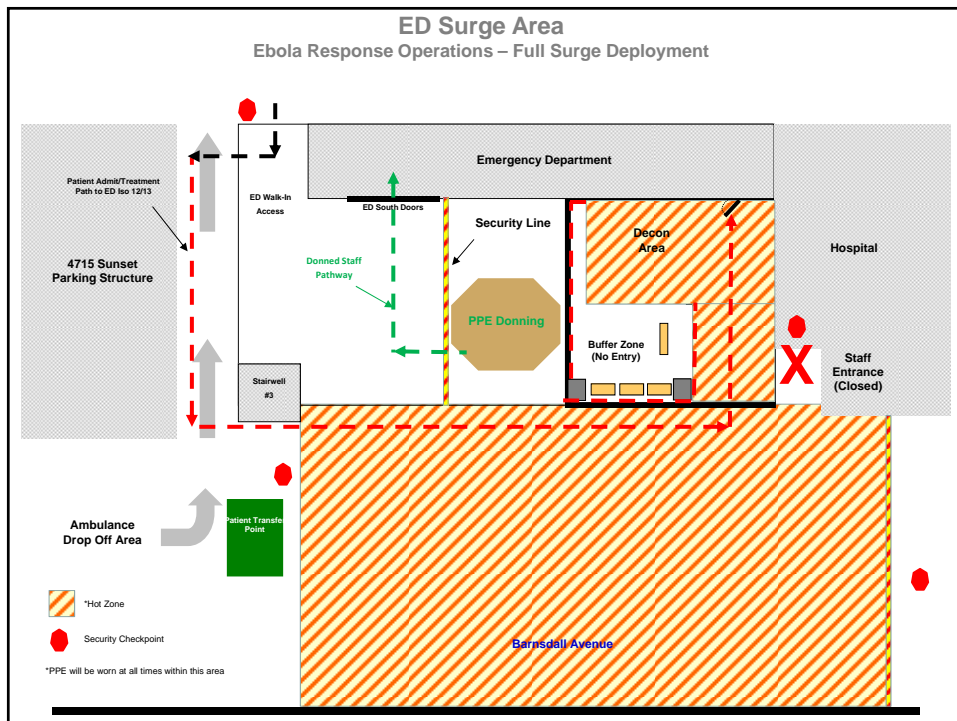 ED Surge Area
Ebola Response Operations – Full Surge Deployment
Emergency Department
Patient Admit/Treatment
Path to ED Iso 12/13
ED Walk-In
Access
ED South Doors
Security Line
Decon
Area
Hospital
4715 Sunset
Parking Structure
Donned Staff
Pathway
PPE Donning
Buffer Zone
(No Entry)
X
Staff
Entrance
(Closed)
Stairwell
#3
Ambulance
Drop Off Area
Patient Transfer
Point
*Hot Zone
Security Checkpoint
Barnsdall Avenue
*PPE will be worn at all times within this area